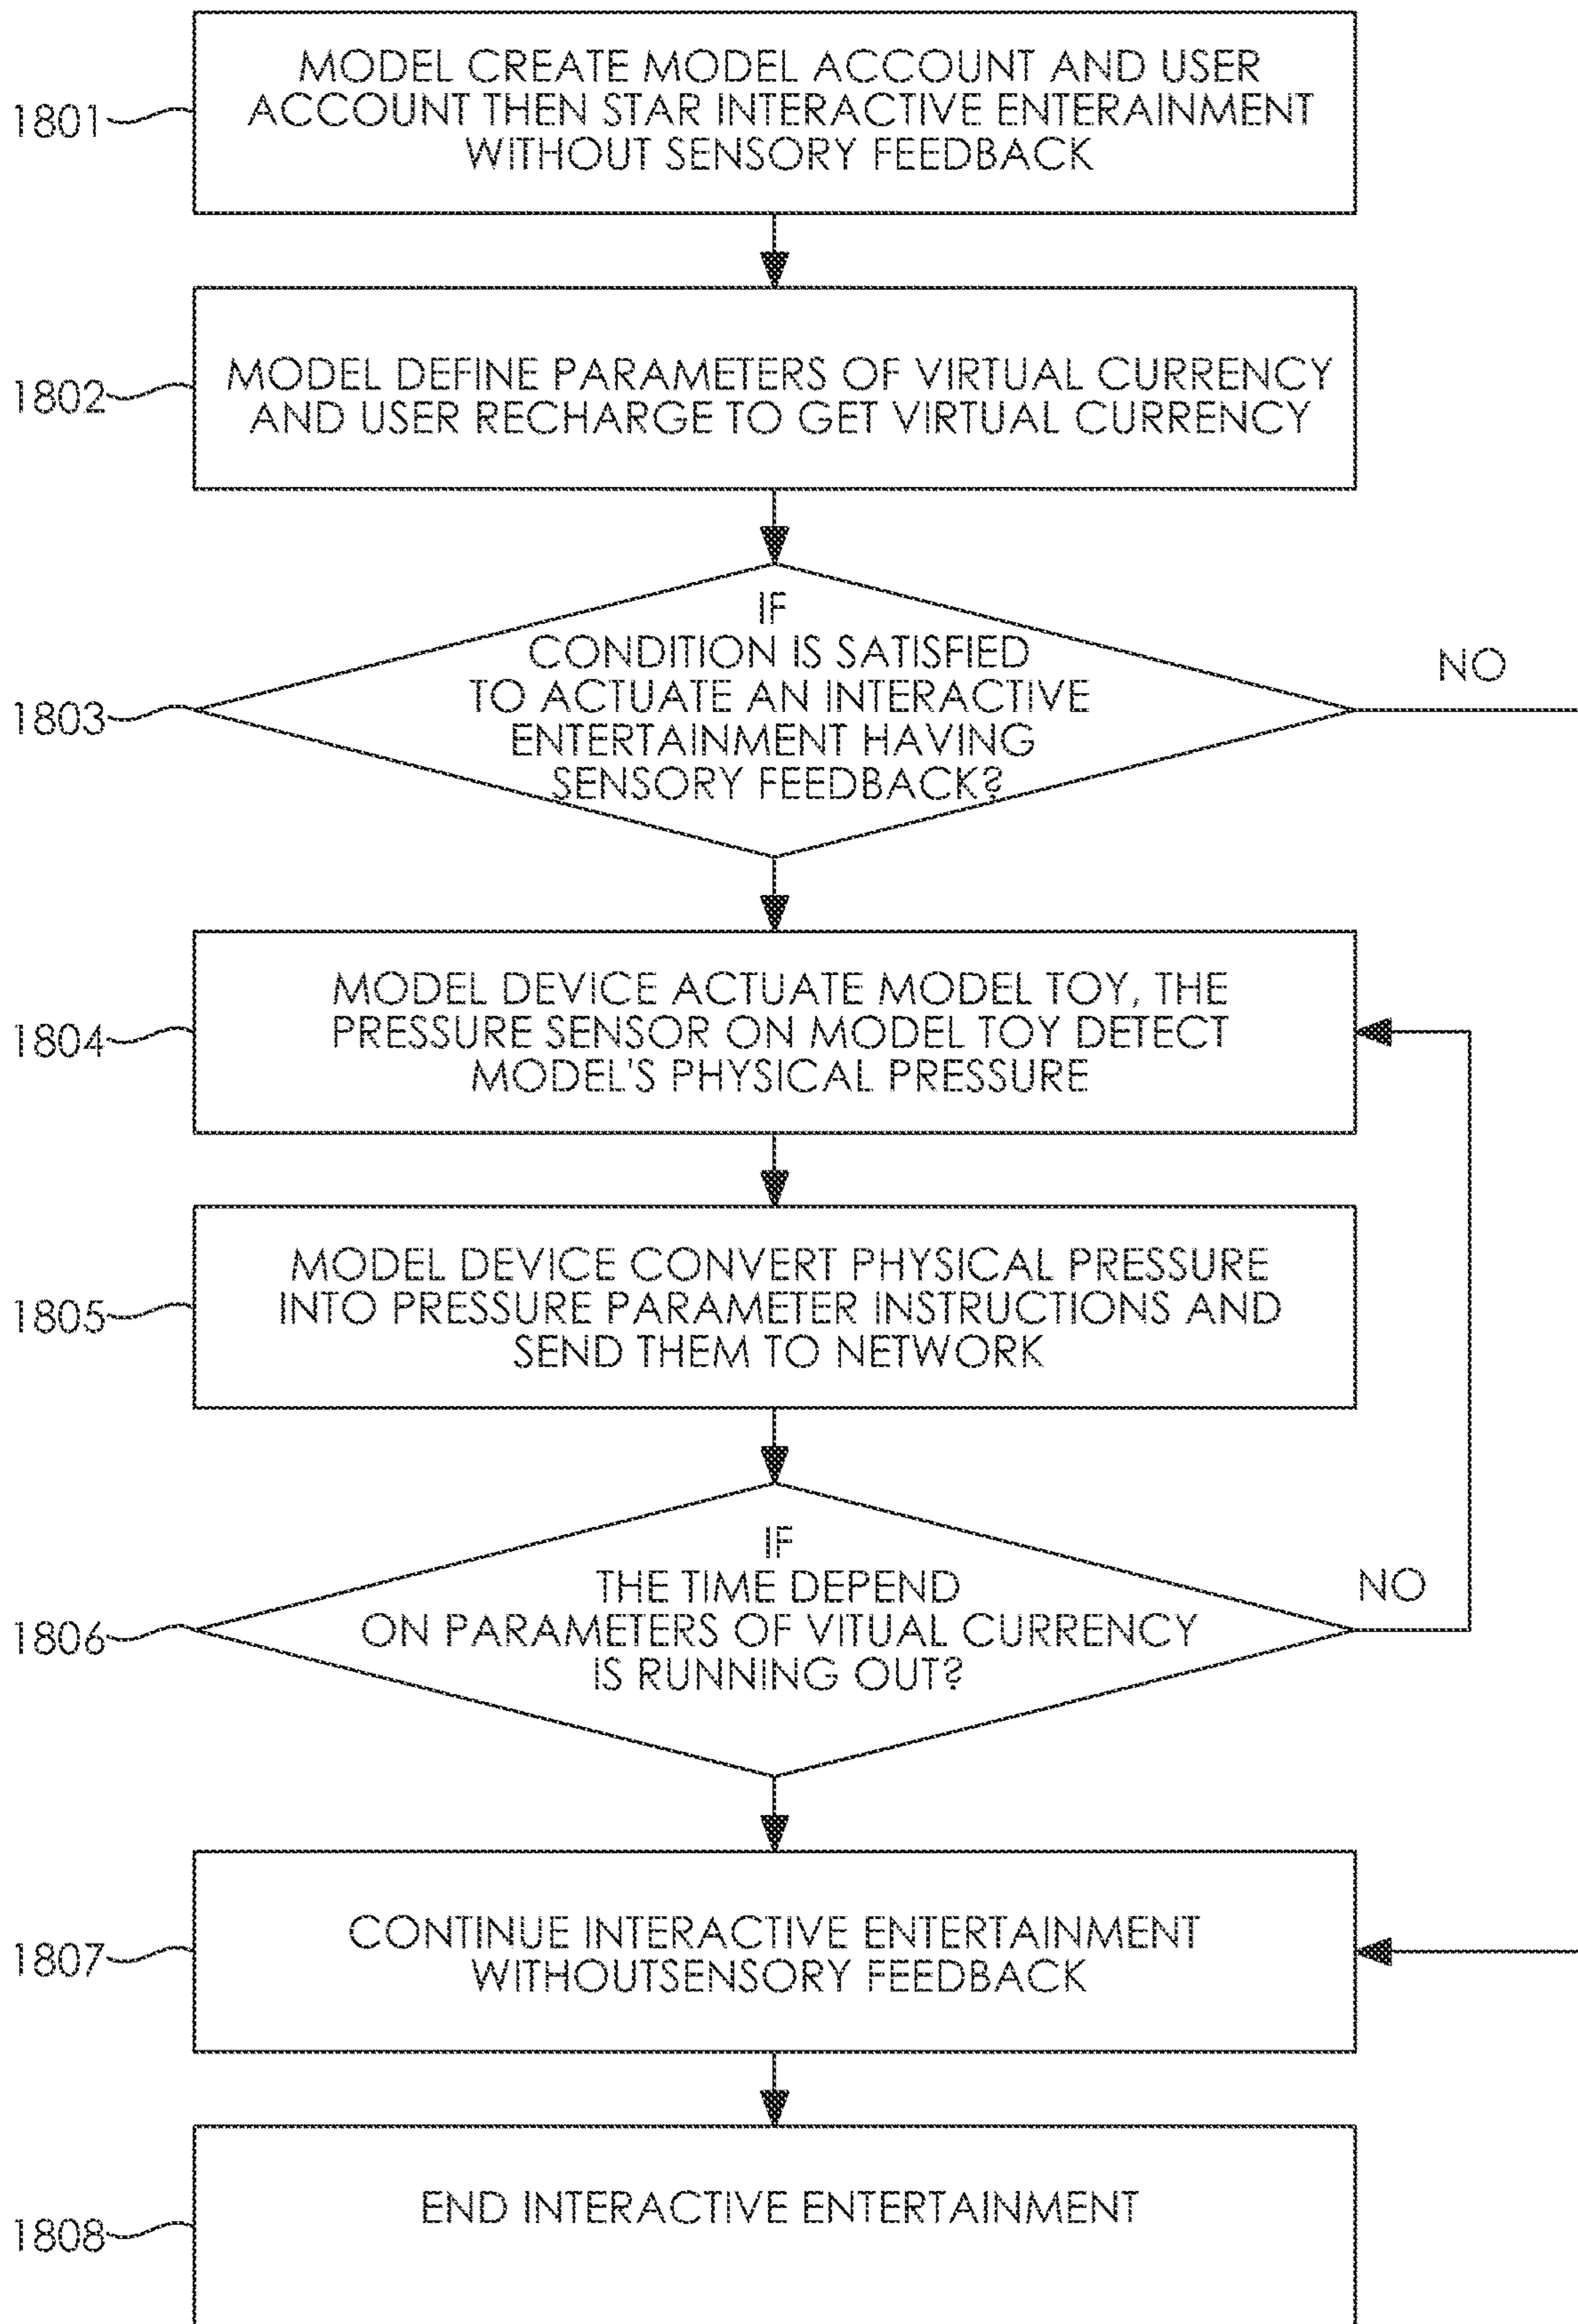 MODEL CREATE MODEL ACCOUNT AND USER
ACCOUNT THEN STAR INTERACTIVE ENTERAINMENT
WITHOUT SENSORY FEEDBACK
1801
MODEL DEFINE PARAMETERS OF VIRTUAL CURRENCY
AND USER RECHARGE TO GET VIRTUAL CURRENCY
1802
IF
CONDITION IS SATISFIED
TO ACTUATE AN INTERACTIVE
ENTERTAINMENT HAVING
SENSORY FEEDBACK?
NO
1803
MODEL DEVICE ACTUATE MODEL TOY, THE
PRESSURE SENSOR ON MODEL TOY DETECT
MODEL'S PHYSICAL PRESSURE
1804
MODEL DEVICE CONVERT PHYSICAL PRESSURE
INTO PRESSURE PARAMETER INSTRUCTIONS AND
SEND THEM TO NETWORK
1805
IF
THE TIME DEPEND
ON PARAMETERS OF VITUAL CURRENCY
IS RUNNING OUT?
NO
1806
CONTINUE INTERACTIVE ENTERTAINMENT
WITHOUTSENSORY FEEDBACK
1807
END INTERACTIVE ENTERTAINMENT
1808